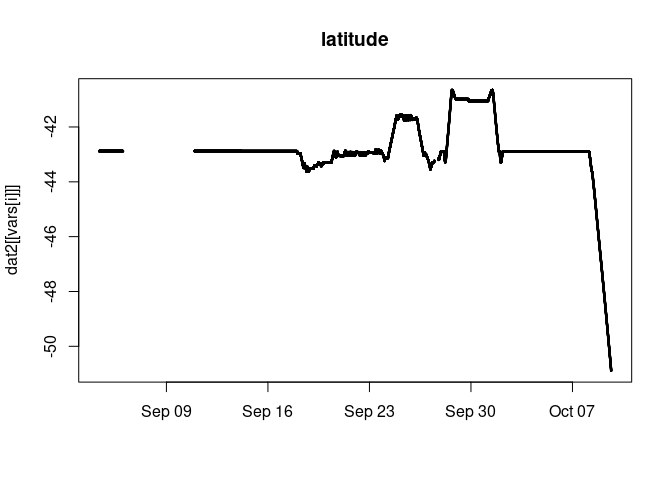 latitude
dat2[[vars[i]]]
-42
-44
-46
-48
-50
Sep 09
Sep 16
Sep 23
Sep 30
Oct 07